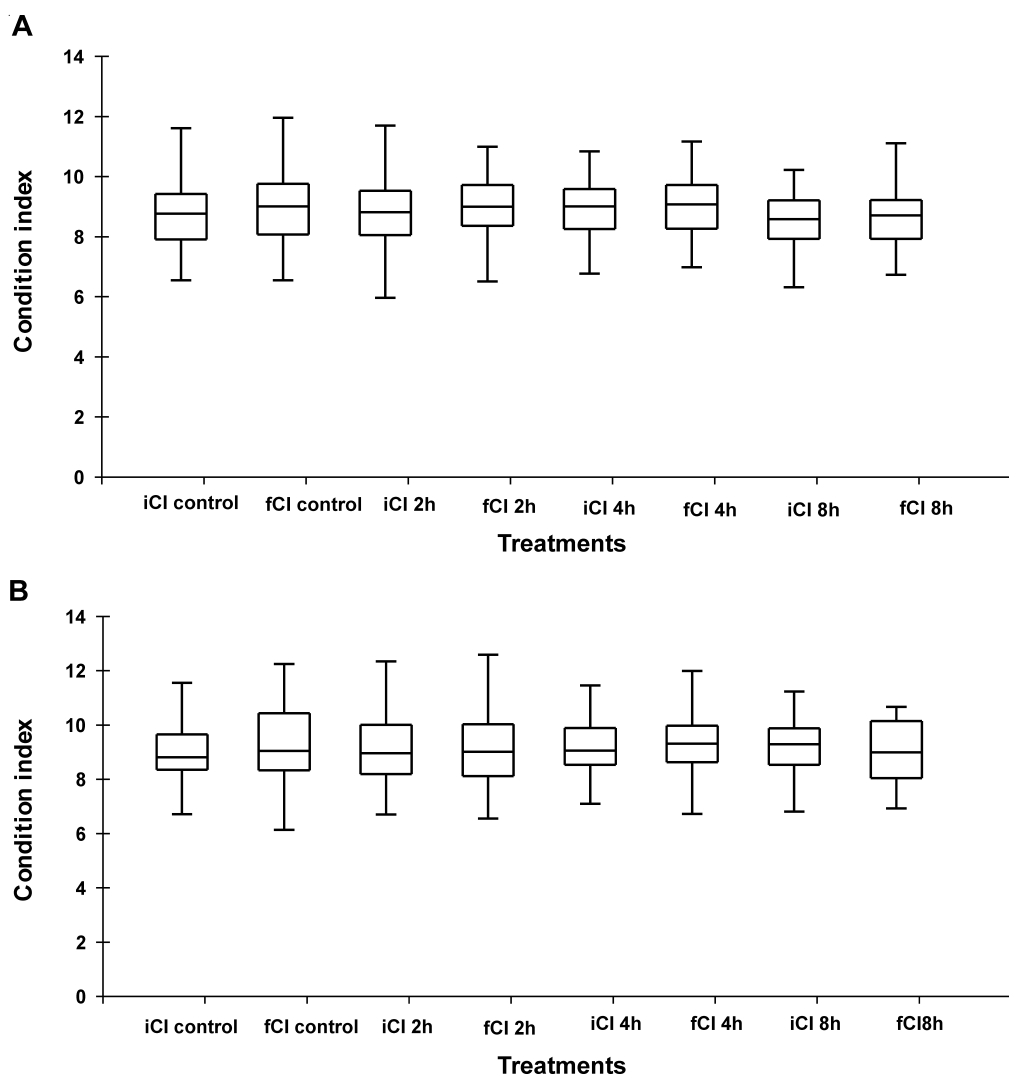 A
14
12
10
8
6
4
2
0
Condition index
iCI control fCI control iCI 2h fCI 2h iCI 4h fCI 4h iCI 8h fCI 8h
Treatments
B
14
12
10
8
6
4
2
0
Condition index
iCI control fCI control iCI 2h fCI 2h iCI 4h fCI 4h iCI 8h fCI8h
Treatments